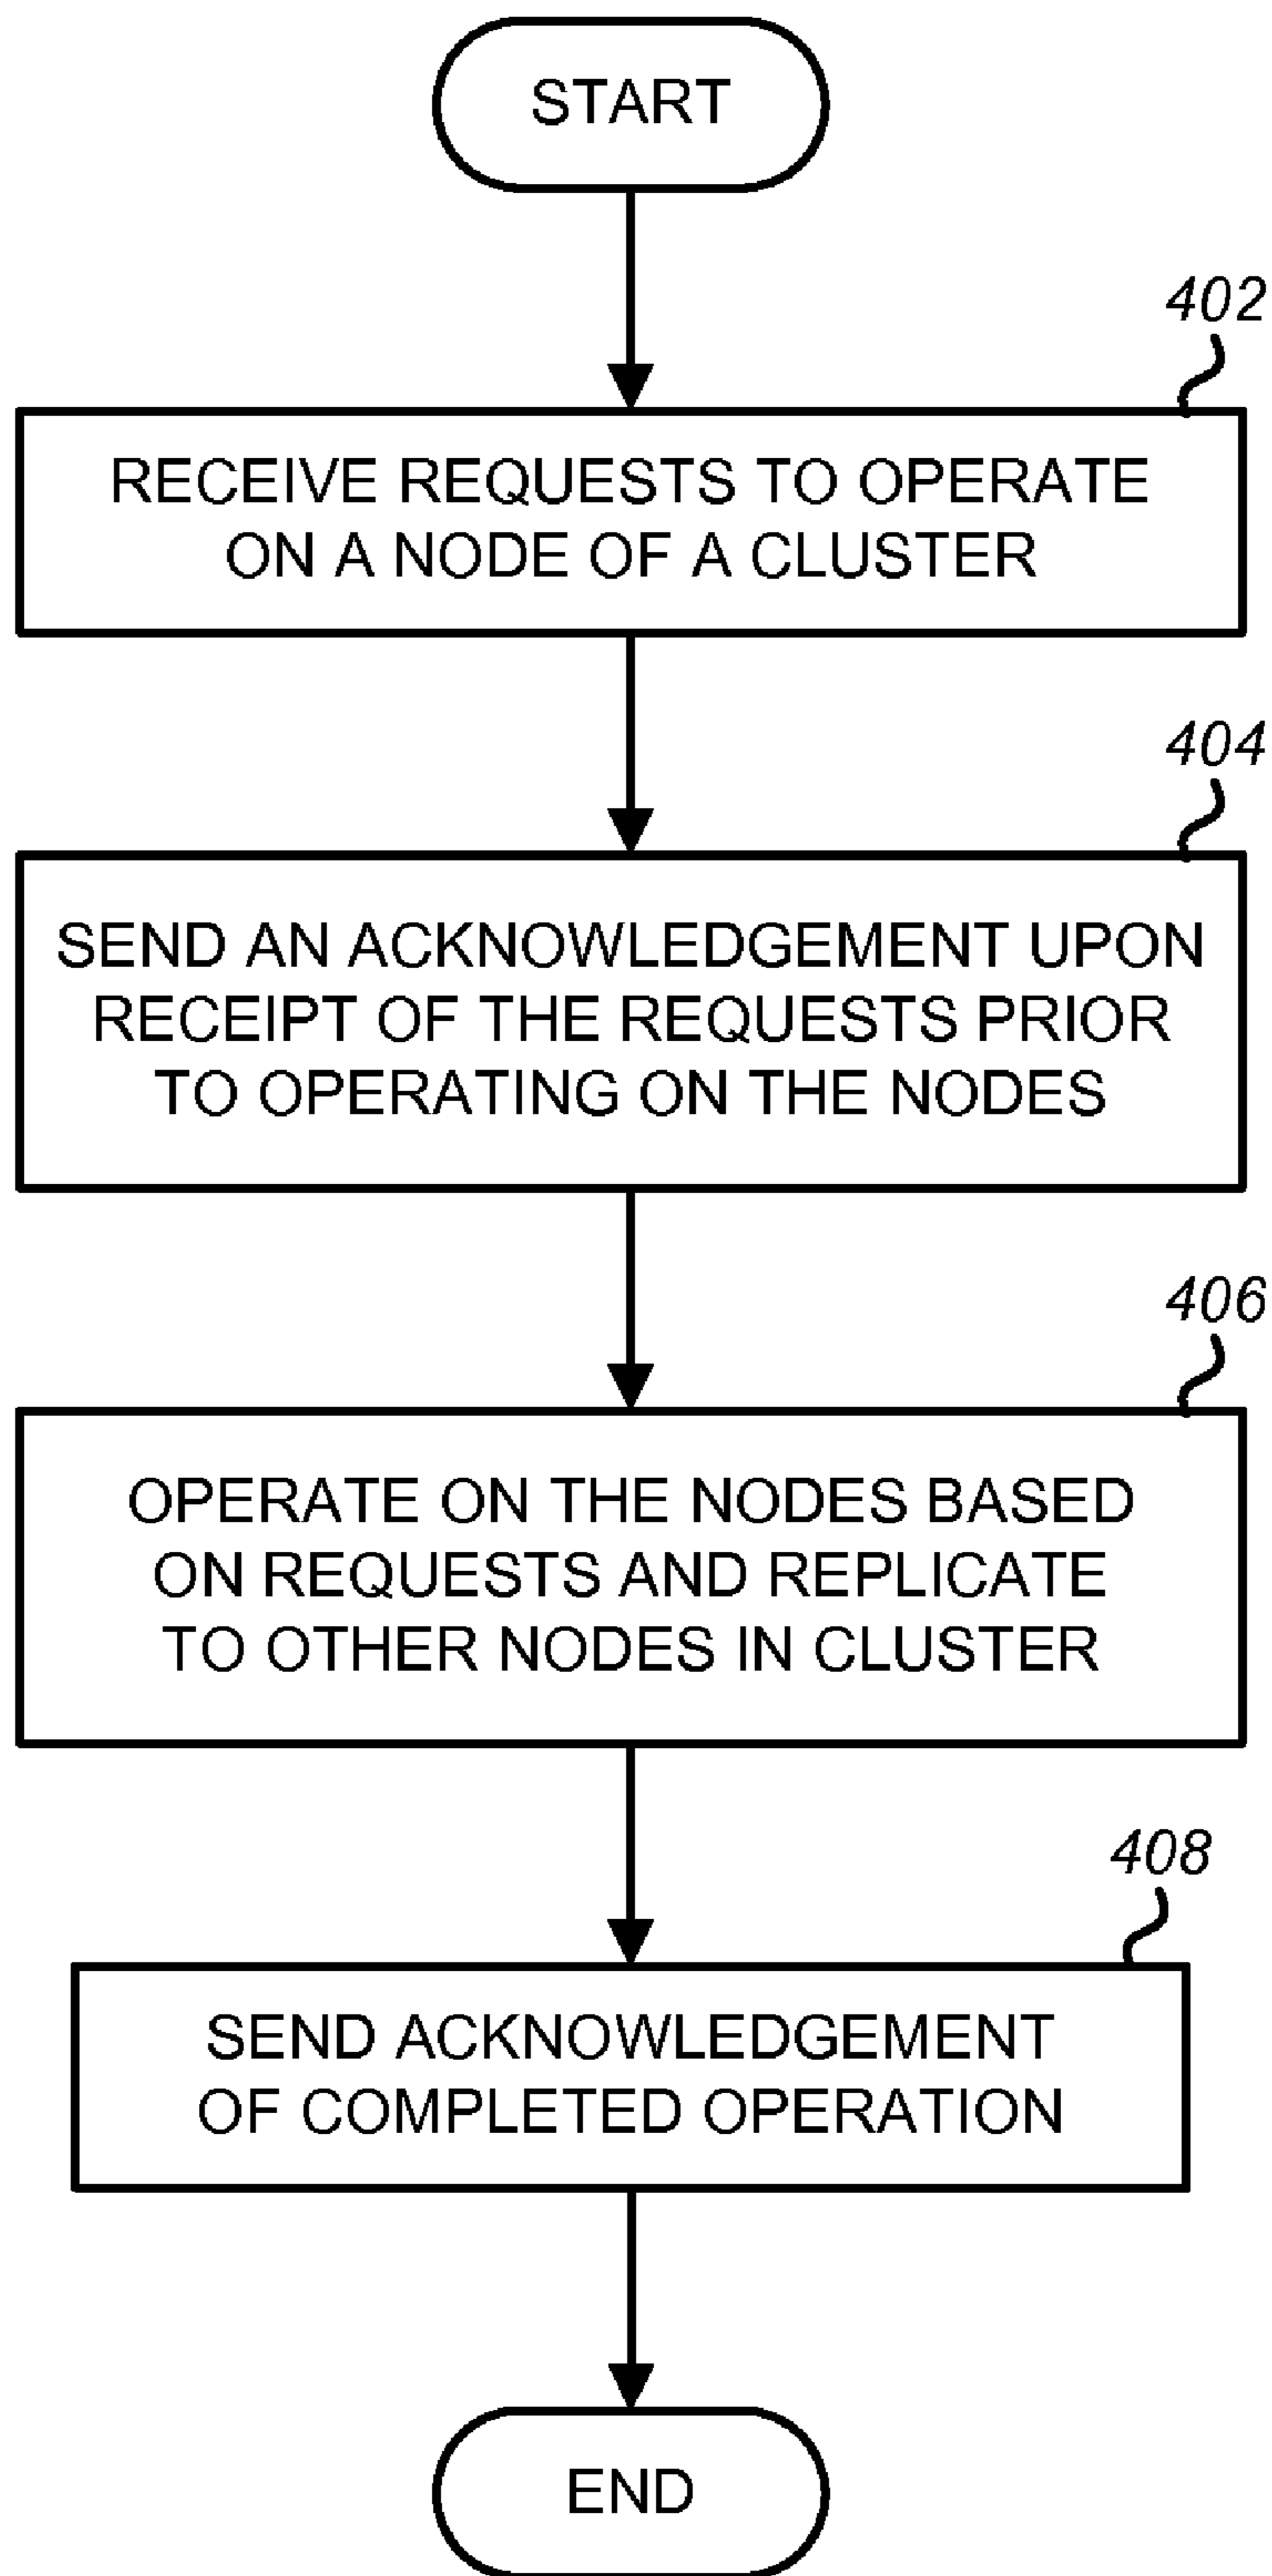 START
402
RECEIVE REQUESTS TO OPERATE
ON A NODE OF A CLUSTER
404
SEND AN ACKNOWLEDGEMENT UPON
RECEIPT OF THE REQUESTS PRIOR
TO OPERATING ON THE NODES
406
OPERATE ON THE NODES BASED
ON REQUESTS AND REPLICATE
TO OTHER NODES IN CLUSTER
408
SEND ACKNOWLEDGEMENT
OF COMPLETED OPERATION
END